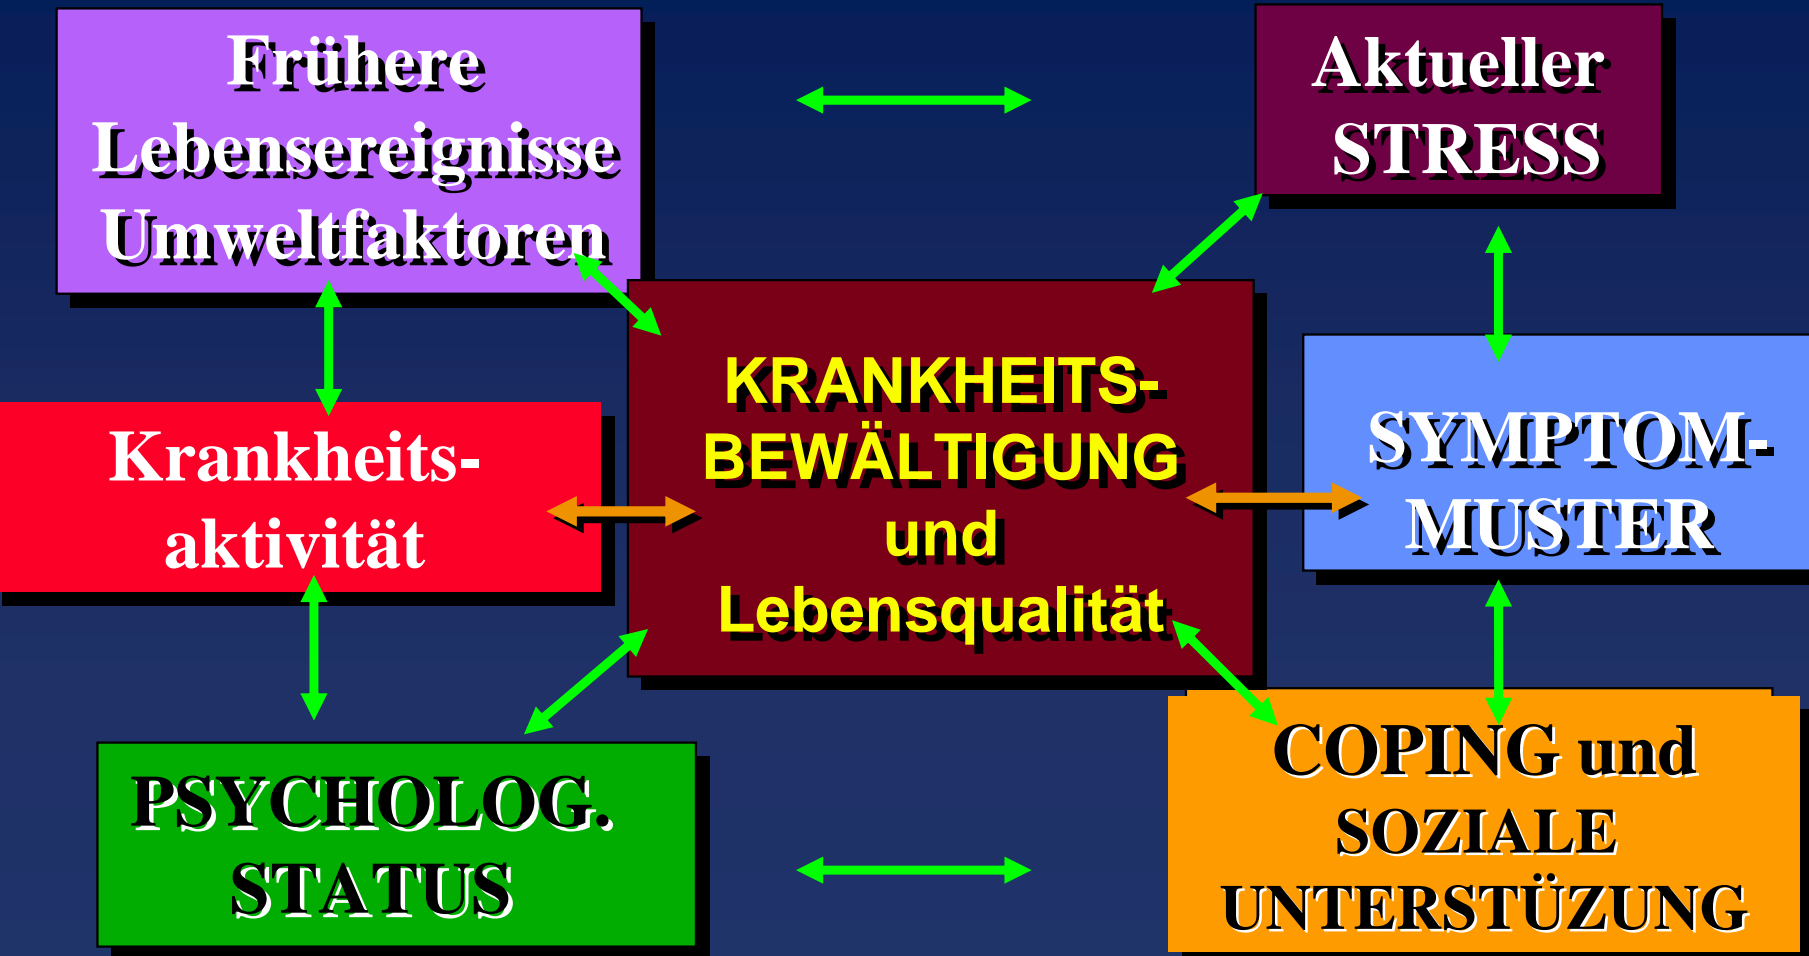 Frühere
Lebensereignisse
Umweltfaktoren
Aktueller
STRESS
Krankheits-
aktivität
KRANKHEITS-
BEWÄLTIGUNG
und
Lebensqualität
SYMPTOM-
MUSTER
PSYCHOLOG.
STATUS
COPING und
SOZIALE
UNTERSTÜZUNG